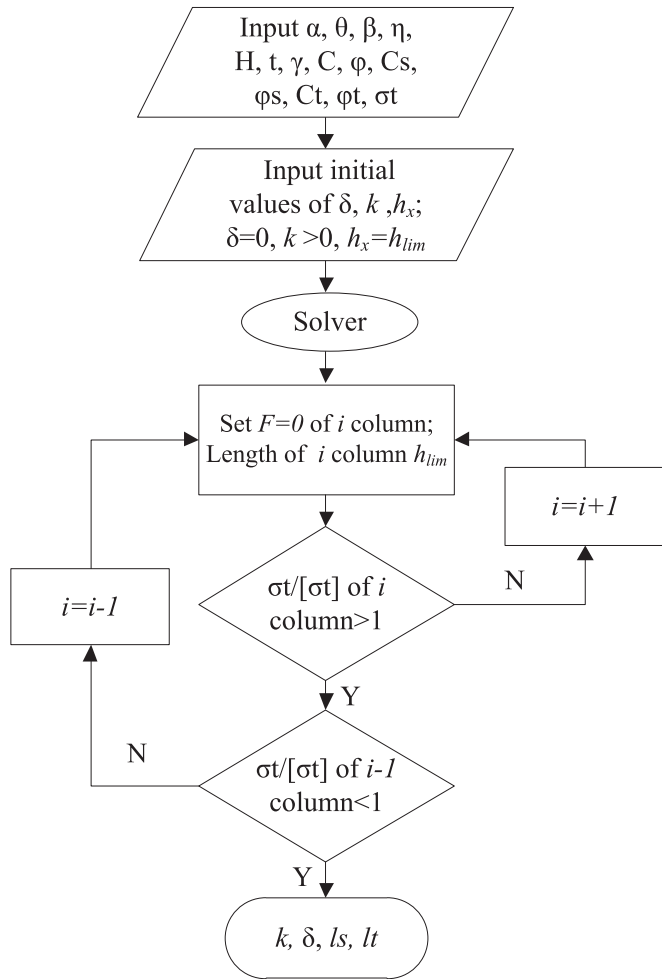 Input α, θ, β, η,
H, t, γ, C, φ, Cs,
φs, Ct, φt, σt
Input initial
values of δ, k ,hx;
δ=0, k >0, hx=hlim
Solver
Set F=0 of i column;
Length of i column hlim
i=i+1
σt/[σt] of i
column>1
N
i=i-1
Y
N
σt/[σt] of i-1
column<1
Y
k, δ, ls, lt